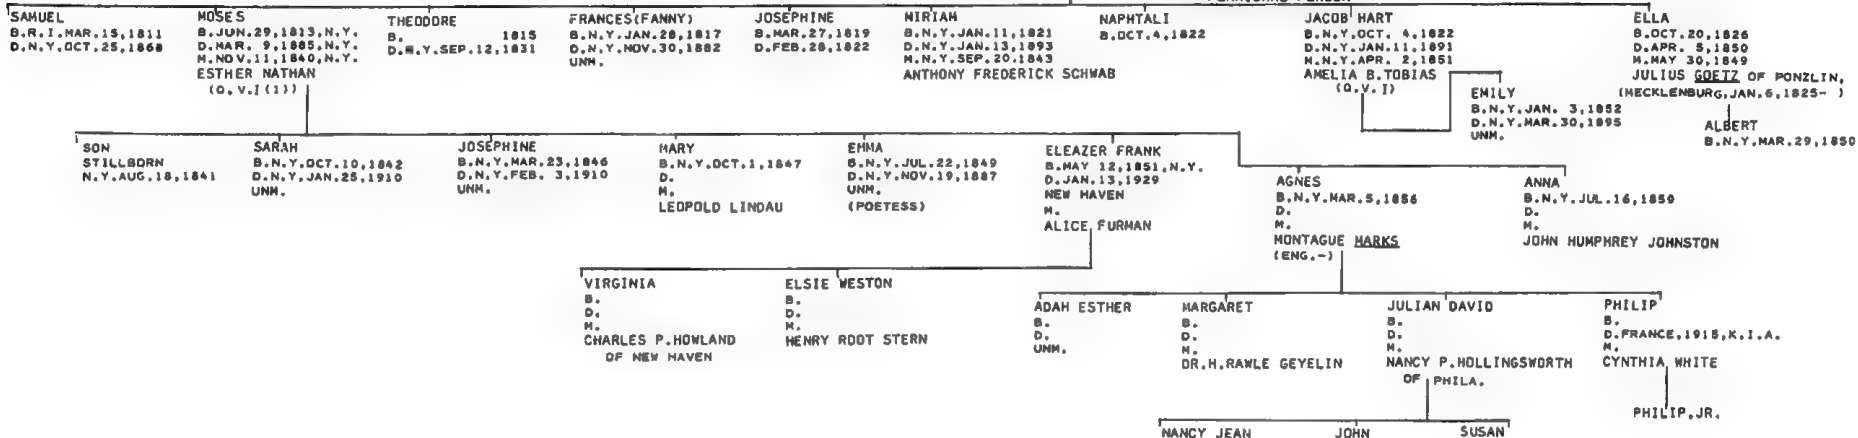 SAMUEL
B.R.I.MAR.15,1811
D.N.Y.OCT.25,1868
MOSES
B.JUN.29,1813,N.Y.
D.MAR. 9,1885,N.Y.
M.NOV.11,1840,N.Y.
ESTHER NATHAN
(Q.V.I(1))
THEODORE
B. 1815
D.N.Y.SEP.12,1831
FRANCES(FANNY)
B.N.Y.JAN.28,1817
D.N.Y.NOV.30,1882
UNM.
JOSEPHINE
B.MAR.27,1819
D.FEB.28,1822
MIRIAM
B.N.Y.JAN.11,1821
D.N.Y.JAN.13,1893
M.N.Y.SEP.20,1843
ANTHONY FREDERICK SCHWAB
NAPHTALI
B.OCT.4,1822
JACOB HART
B.N.Y.OCT. 4,1822
D.N.Y.JAN.11,1891
M.N.Y.APR. 2,1851
AMELIA B.TOBIAS
(Q.V.I)
EMILY
B.N.Y.JAN. 3,1852
D.N.Y.MAR.30,1895
UNM.
ELLA
B.OCT.20,1826
D.APR. 5,1850
M.MAY 30,1849
JULIUS GOETZ OF PONZLIN,
(MECKLENBURG,JAN.6,1825- )
ALBERT
B.N.Y.MAR.29,1850
SON
STILLBORN
N.Y.AUG.18,1841
SARAH
B.N.Y.OCT.10,1842
D.N.Y.JAN.25,1910
UNM.
JOSEPHINE
B.N.Y.MAR.23,1846
D.N.Y.FEB. 3,1910
UNM.
MARY
B.N.Y.OCT.1,1847
D.
M.
LEOPOLD LINDAU
EMMA
B.N.Y.JUL.22,1849
D.N.Y.NOV.19,1887
UNM.
(POETESS)
ELEAZER FRANK
B.MAY 12,1851,N.Y.
D.JAN.13,1929
NEW HAVEN
M.
ALICE FURMAN
AGNES
B.N.Y.MAR.5,1856
D.
M.
MONTAGUE MARKS
(ENG.-)
ANNA
B.N.Y.JUL.16,1859
D.
M.
JOHN HUMPHREY JOHNSTON
VIRGINIA
B.
D.
M.
CHARLES P.HOWLAND
OF NEW HAVEN
ELSIE WESTON
B.
D.
M.
HENRY ROOT STERN
ADAH ESTHER
B.
D.
UNM.
MARGARET
B.
D.
M.
DR.H.RAWLE GEYELIN
JULIAN DAVID
B.
D.
M.
NANCY P.HOLLINGSWORTH
OF PHILA.
PHILIP
B.
D.FRANCE,1918,K.I.A.
M.
CYNTHIA WHITE
PHILIP,JR.
NANCY JEAN
JOHN
SUSAN